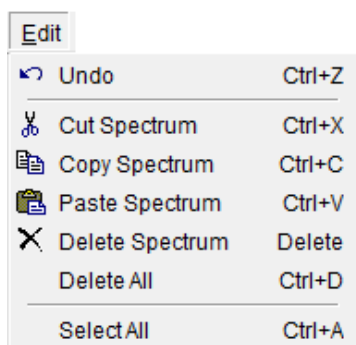 Edit
Undo Ctrl+Z
Cut Spectrum Ctrl+X
Copy Spectrum Ctrl+C
Paste Spectrum Ctrl+V
Delete Spectrum Delete
Delete All Ctrl+D
Select All Ctrl+A